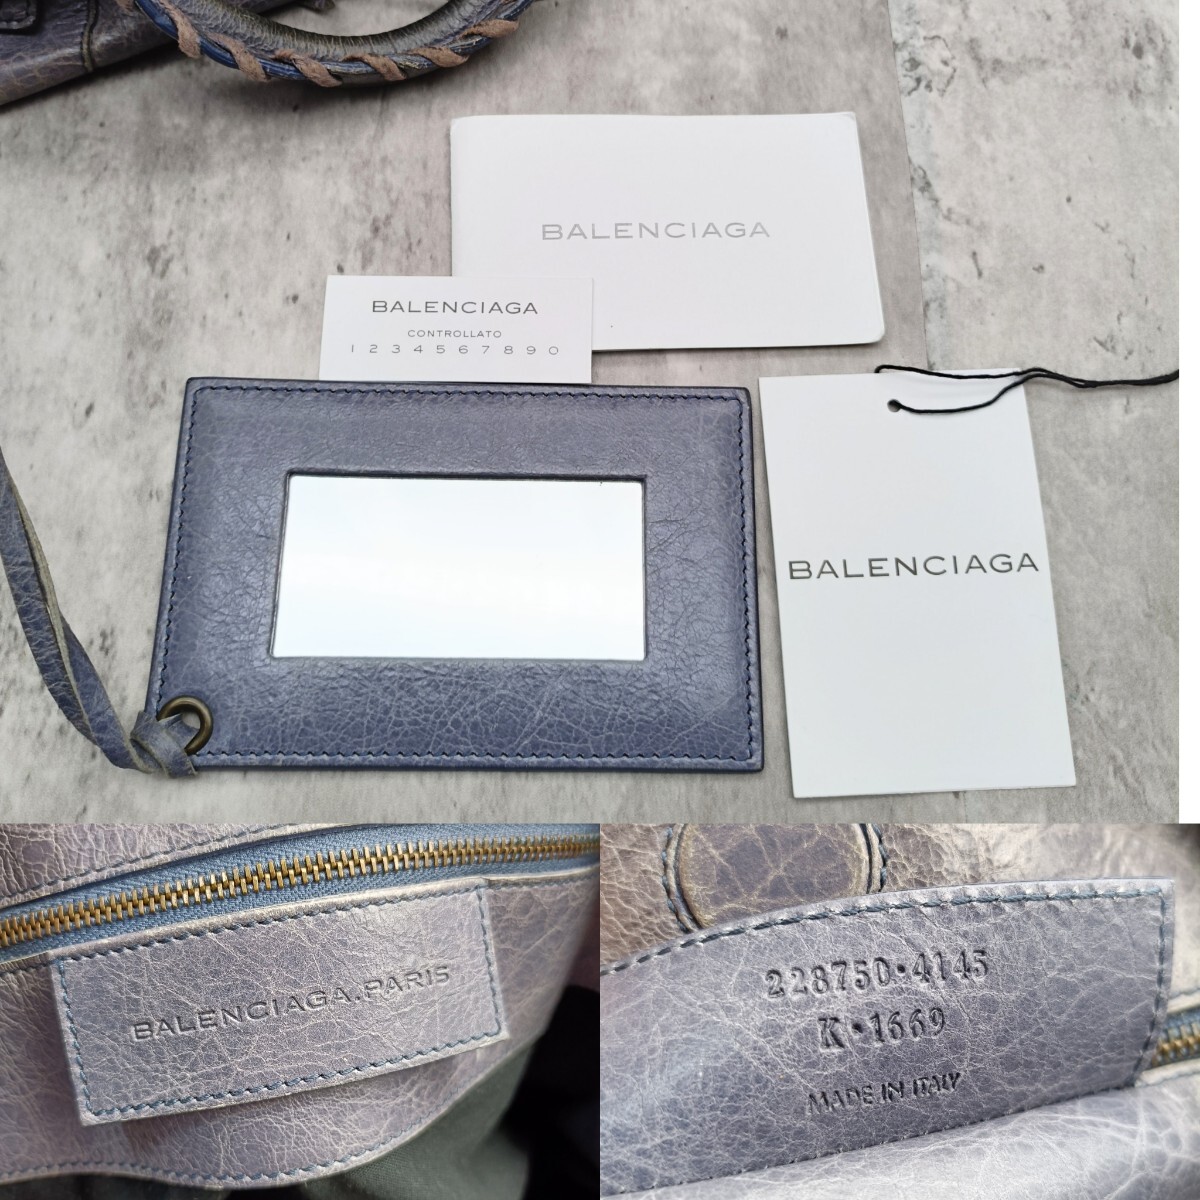 BALENCIAGA
BALENCIAGA
CONTROLLATO
1 2 3 4 5 6 7 8 9 0
BALENCIAGA
BALENCIAGA.PARIS
228750•4145
K•1669
MADE IN ITALY